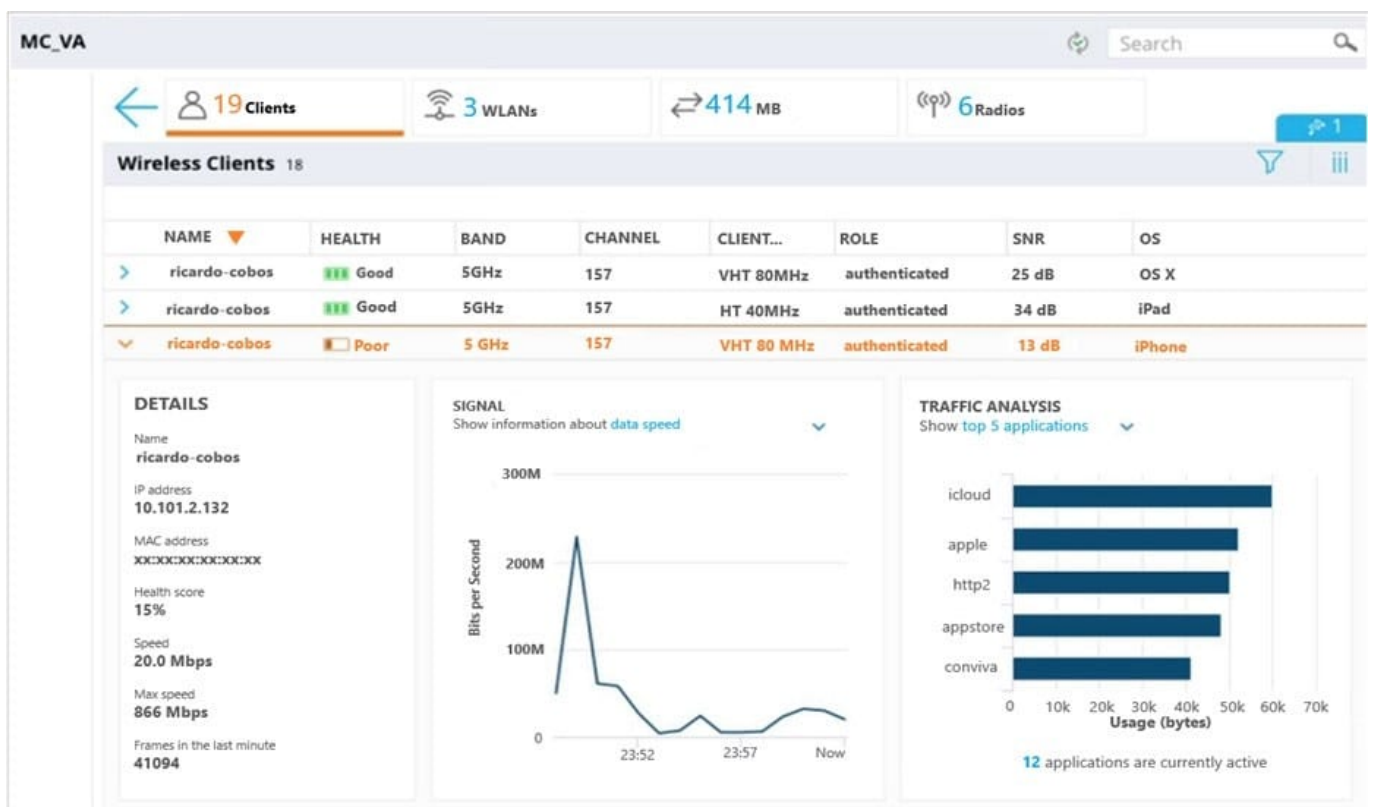 MC_VA
Search
19 Clients
3 WLANs
414 MB
6 Radios
1
Wireless Clients 18
NAME HEALTH BAND CHANNEL CLIENT... ROLE SNR OS
ricardo-cobos Good 5GHz 157 VHT 80MHz authenticated 25 dB OS X
ricardo-cobos Good 5GHz 157 HT 40MHz authenticated 34 dB iPad
ricardo-cobos Poor 5 GHz 157 VHT 80 MHz authenticated 13 dB iPhone
DETAILS
Name
ricardo-cobos
IP address
10.101.2.132
MAC address
xx:xx:xx:xx:xx:xx
Health score
15%
Speed
20.0 Mbps
Max speed
866 Mbps
Frames in the last minute
41094
SIGNAL
Show information about data speed
Bits per Second
300M
200M
100M
0
23:52 23:57 Now
TRAFFIC ANALYSIS
Show top 5 applications
icloud
apple
http2
appstore
conviva
0 10k 20k 30k 40k 50k 60k 70k
Usage (bytes)
12 applications are currently active